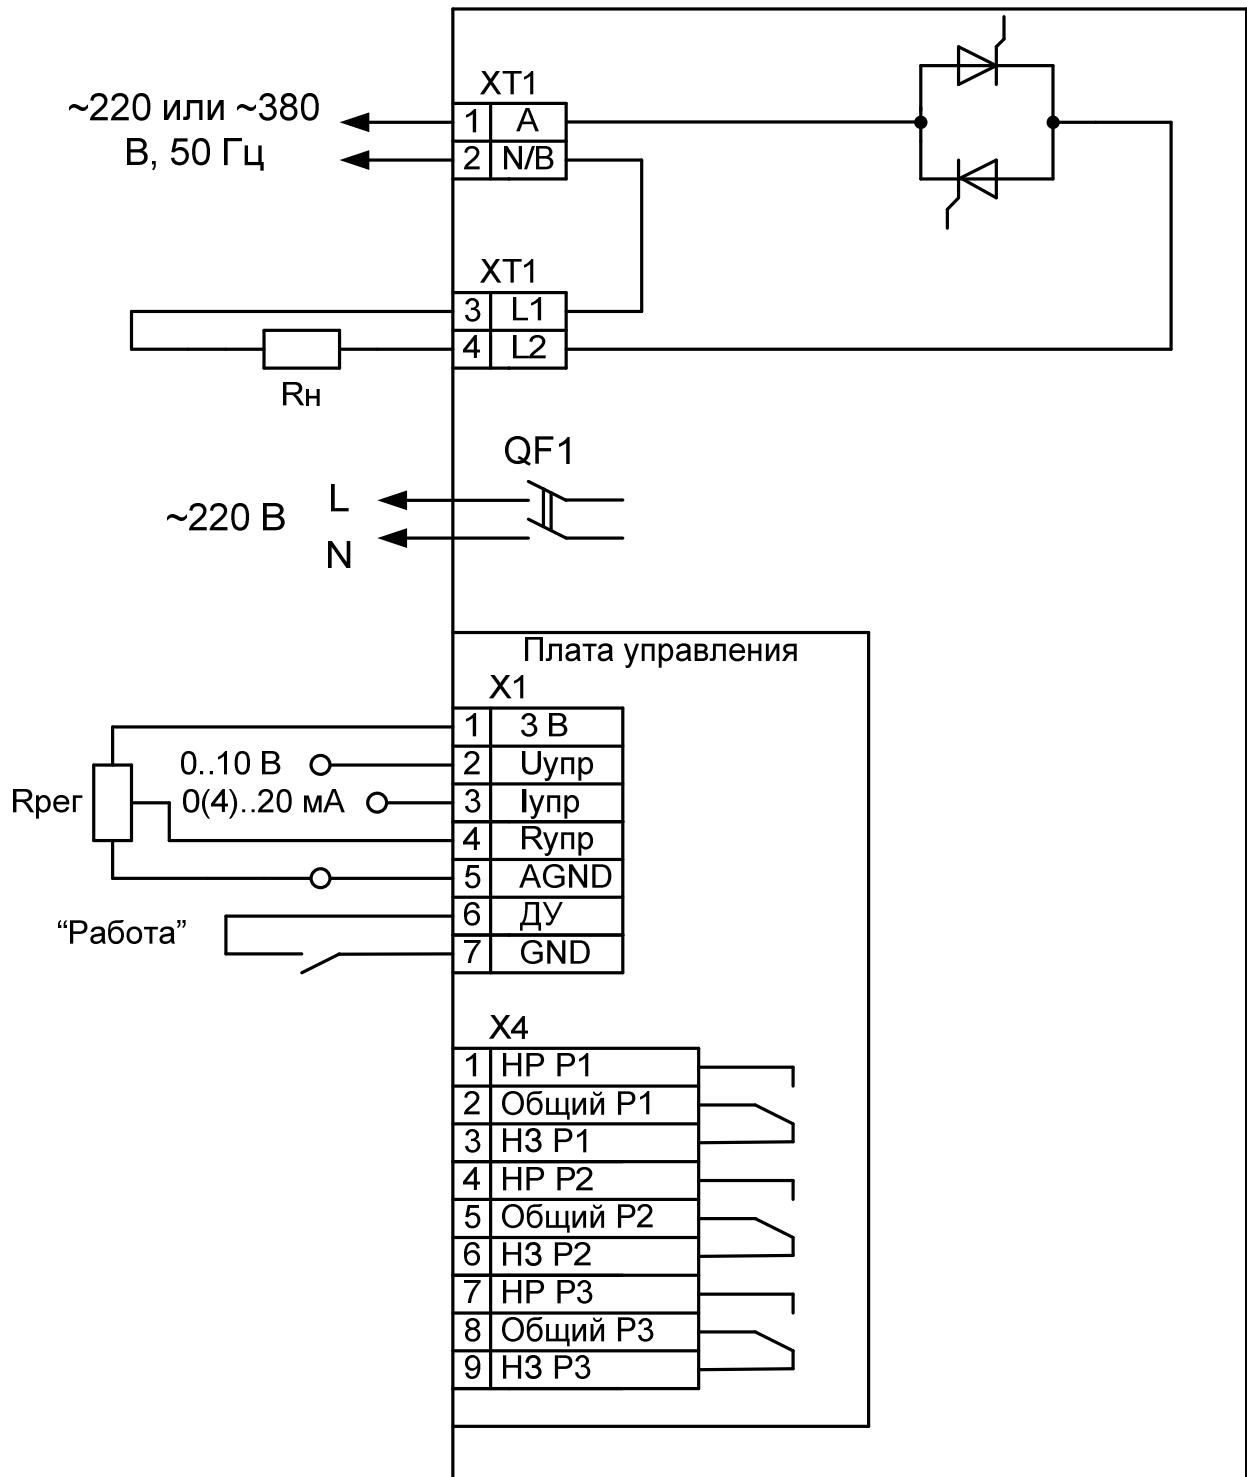 XT1
~220 или ~380
В, 50 Гц
1 A
2 N/B
XT1
3 L1
4 L2
Rн
QF1
~220 В
L
N
Плата управления
X1
1 3 В
0..10 В
2 Uупр
Rрег
0(4)..20 мА
3 Iупр
4 Rупр
5 AGND
“Работа”
6 ДУ
7 GND
X4
1 НР Р1
2 Общий Р1
3 НЗ Р1
4 НР Р2
5 Общий Р2
6 НЗ Р2
7 НР Р3
8 Общий Р3
9 НЗ Р3